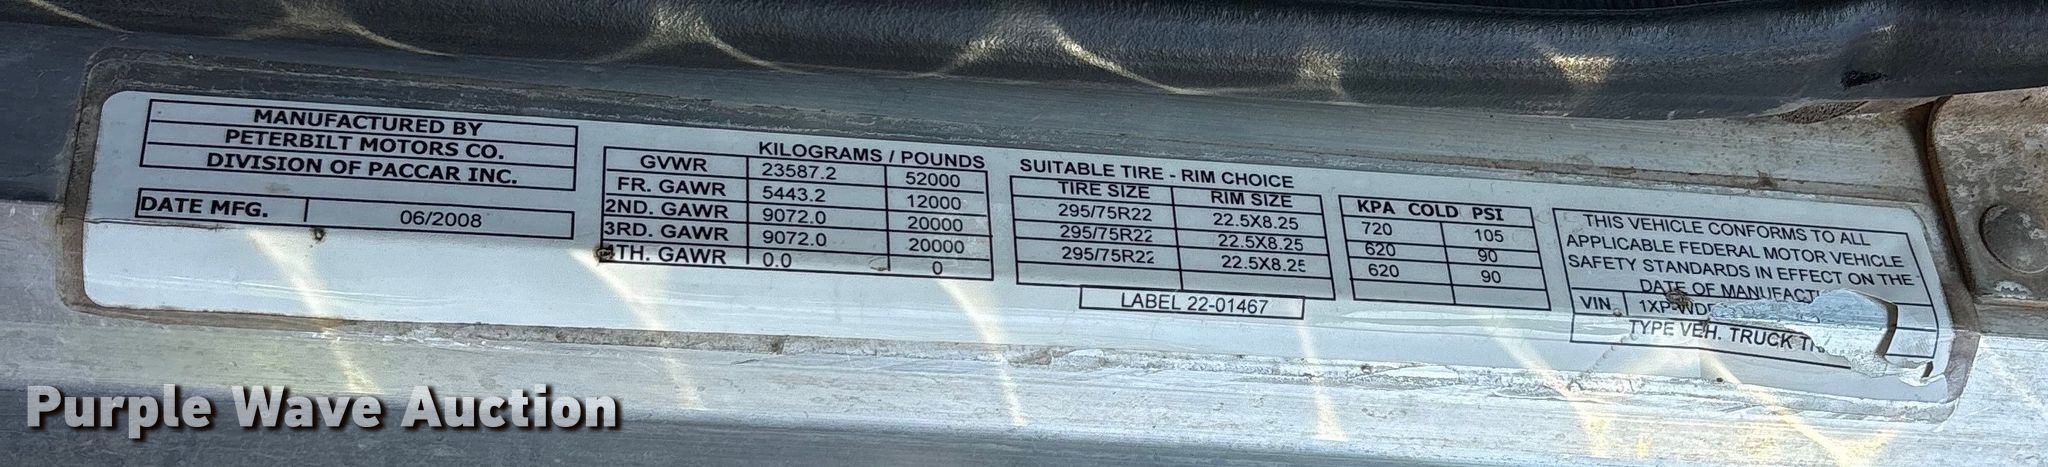 MANUFACTURED BY
PETERBILT MOTORS CO.
DIVISION OF PACCAR INC.
DATE MFG. 06/2008
KILOGRAMS / POUNDS
GVWR 23587.2 52000
FR. GAWR 5443.2 12000
2ND. GAWR 9072.0 20000
3RD. GAWR 9072.0 20000
4TH. GAWR 0.0 0
SUITABLE TIRE - RIM CHOICE
TIRE SIZE RIM SIZE
295/75R22 22.5X8.25
295/75R22 22.5X8.25
295/75R22 22.5X8.25
LABEL 22-01467
KPA COLD PSI
720 105
620 90
620 90
THIS VEHICLE CONFORMS TO ALL
APPLICABLE FEDERAL MOTOR VEHICLE
SAFETY STANDARDS IN EFFECT ON THE
DATE OF
VIN.
TYPE VEH. TRUCK
Purple Wave Auction